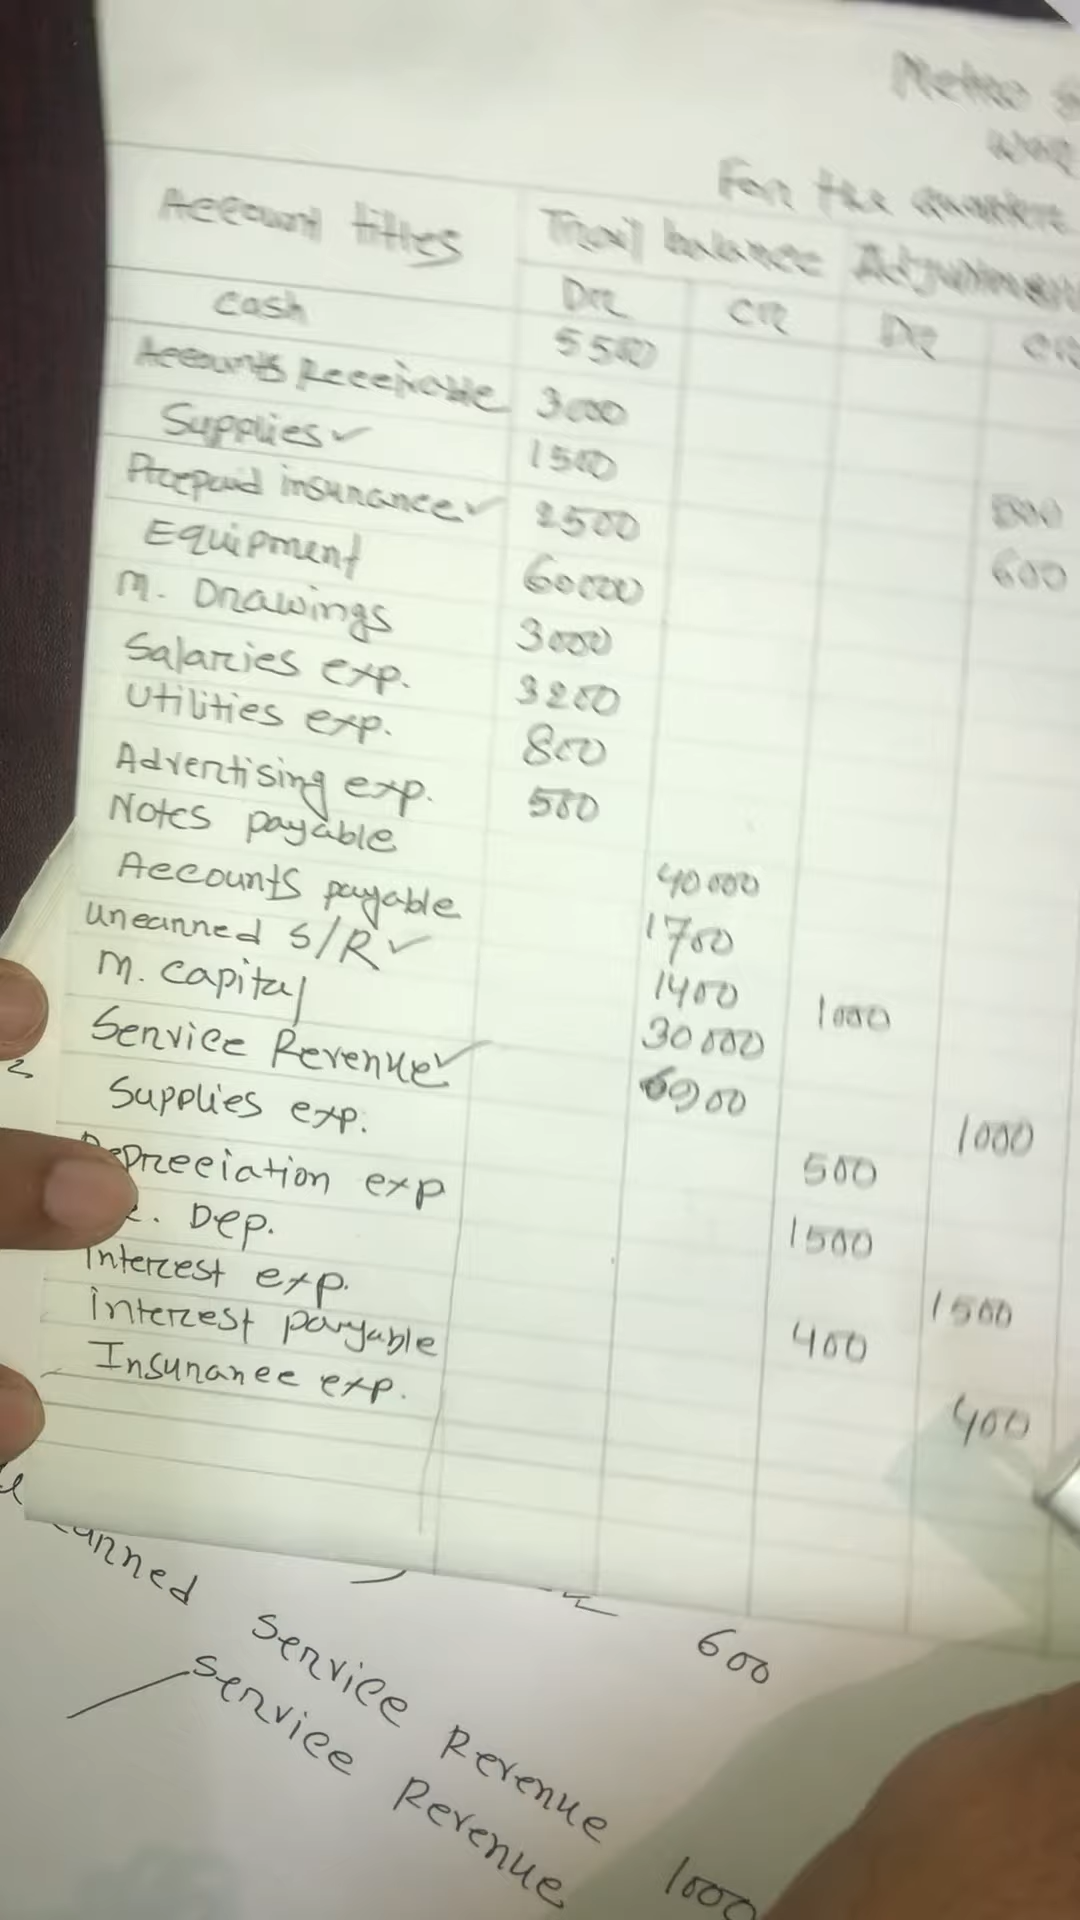 Metro
For the quarter
Account titles Trail balance Adjustment
DR CR DR CR
Cash 5500
Accounts Receivable 3000
Supplies ✓ 1500 500
Prepaid insurance ✓ 2500 600
Equipment 60000
M. Drawings 3000
Salaries exp. 3200
Utilities exp. 800
Advertising exp. 500
Notes payable 40000
Accounts payable 1700
Unearned S/R ✓ 1400 1000
M. Capital 30000
Service Revenue ✓ 6900 1000
Supplies exp. 500
Depreciation exp 1500
Dep. 1500
Interest exp. 400
Interest payable 400
Insurance exp.
600
Service Revenue
Service Revenue 1000